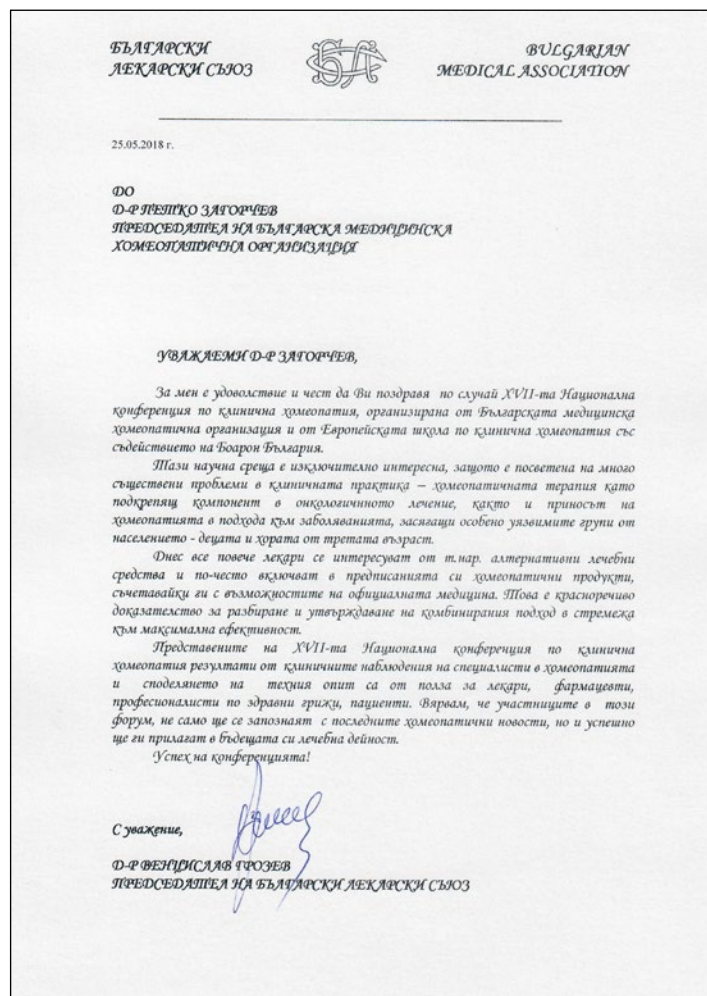 БЪЛГАРСКИ
ЛЕКАРСКИ СЪЮЗ
BULGARIAN
MEDICAL ASSOCIATION
25.05.2018 г.
ДО
Д-Р ПЕТКО ЗАГОРЧЕВ
ПРЕДСЕДАТЕЛ НА БЪЛГАРСКА МЕДИЦИНСКА
ХОМЕОПАТИЧНА ОРГАНИЗАЦИЯ
УВАЖАЕМИ Д-Р ЗАГОРЧЕВ,
За мен е удоволствие и чест да Ви поздравя по случай XVII-та Национална
конференция по клинична хомеопатия, организирана от Българската медицинска
хомеопатична организация и от Европейската школа по клинична хомеопатия със
съдействието на Боарон България.
Тази научна среща е изключително интересна, защото е посветена на много
съществени проблеми в клиничната практика – хомеопатичната терапия като
подкрепящ компонент в онкологичнното лечение, както и приносът на
хомеопатията в подхода към заболяванията, засягащи особено уязвимите групи от
населението - децата и хората от третата възраст.
Днес все повече лекари се интересуват от т.нар. алтернативни лечебни
средства и по-често включват в предписанията си хомеопатични продукти,
съчетавайки ги с възможностите на официалната медицина. Това е красноречиво
доказателство за разбиране и утвърждаване на комбинирания подход в стремежа
към максимална ефективност.
Представените на XVII-та Национална конференция по клинична
хомеопатия резултати от клиничните наблюдения на специалисти в хомеопатията
и споделянето на техния опит са от полза за лекари, фармацевти,
професионалисти по здравни грижи, пациенти. Вярвам, че участниците в този
форум, не само ще се запознаят с последните хомеопатични новости, но и успешно
ще ги прилагат в бъдещата си лечебна дейност.
Успех на конференцията!
С уважение,
Д-Р ВЕНЦИСЛАВ ГРОЗЕВ
ПРЕДСЕДАТЕЛ НА БЪЛГАРСКИ ЛЕКАРСКИ СЪЮЗ